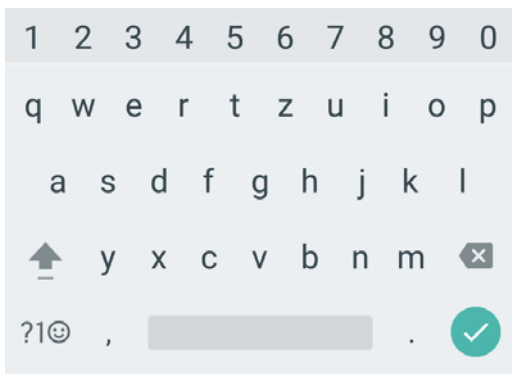 1 2 3 4 5 6 7 8 9 0
q w e r t z u i o p
a s d f g h j k l
y x c v b n m
?1☺ , .